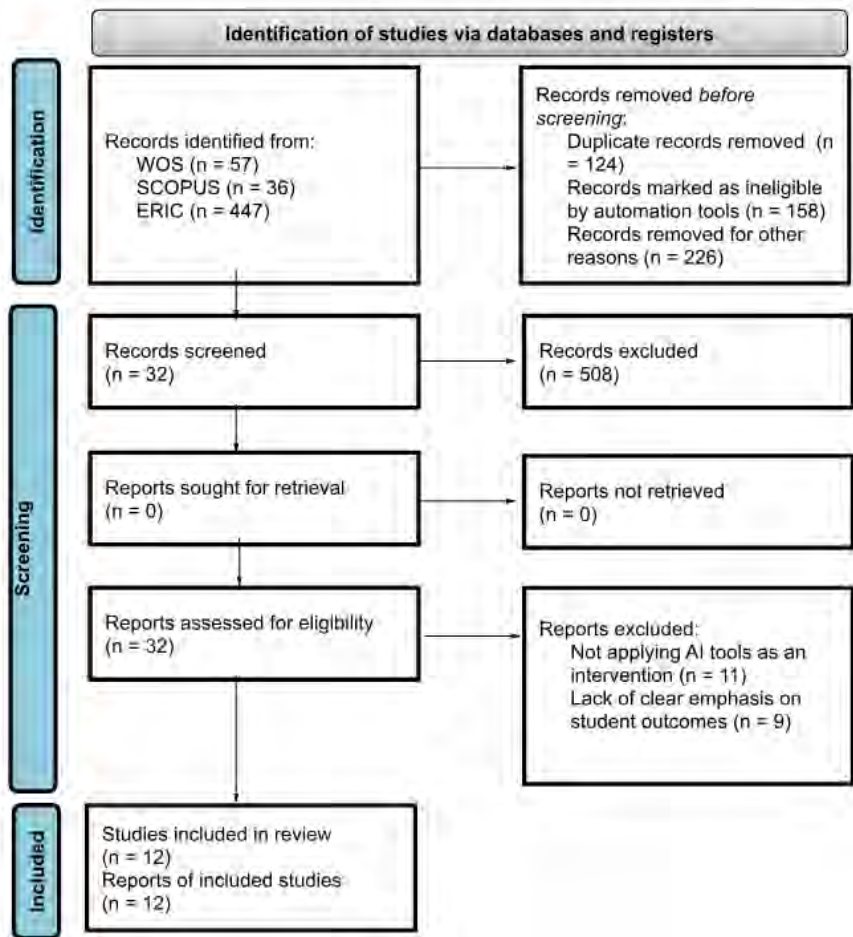 Identification of studies via databases and registers
Identification
Records identified from:
WOS (n = 57)
SCOPUS (n = 36)
ERIC (n = 447)
Records removed before
screening:
Duplicate records removed (n
= 124)
Records marked as ineligible
by automation tools (n = 158)
Records removed for other
reasons (n = 226)
Screening
Records screened
(n = 32)
Records excluded
(n = 508)
Reports sought for retrieval
(n = 0)
Reports not retrieved
(n = 0)
Reports assessed for eligibility
(n = 32)
Reports excluded:
Not applying AI tools as an
intervention (n = 11)
Lack of clear emphasis on
student outcomes (n = 9)
Included
Studies included in review
(n = 12)
Reports of included studies
(n = 12)